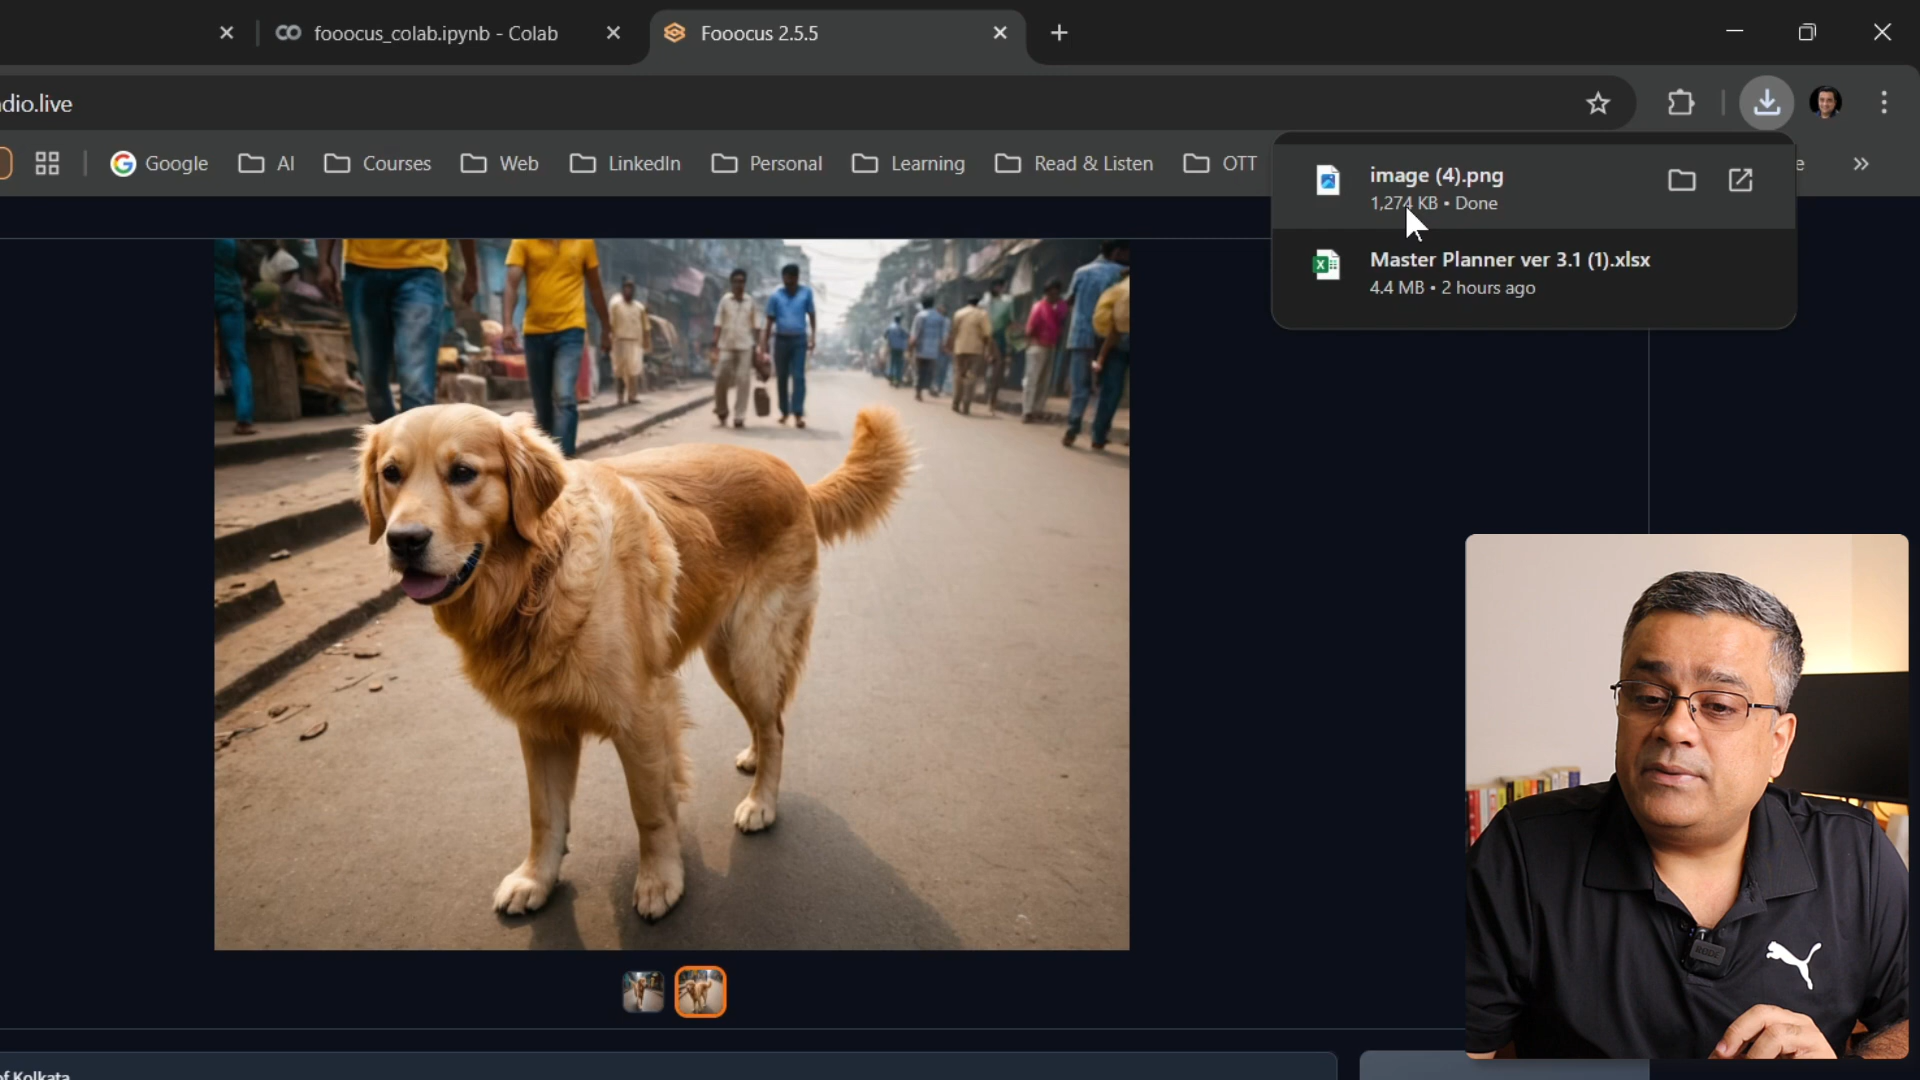 fooocus_colab.ipynb - Colab
Fooocus 2.5.5
dio.live
Google
AI
Courses
Web
LinkedIn
Personal
Learning
Read & Listen
OTT
e
image (4).png
1,274 KB • Done
Master Planner ver 3.1 (1).xlsx
4.4 MB • 2 hours ago
RODE
of Kolkata